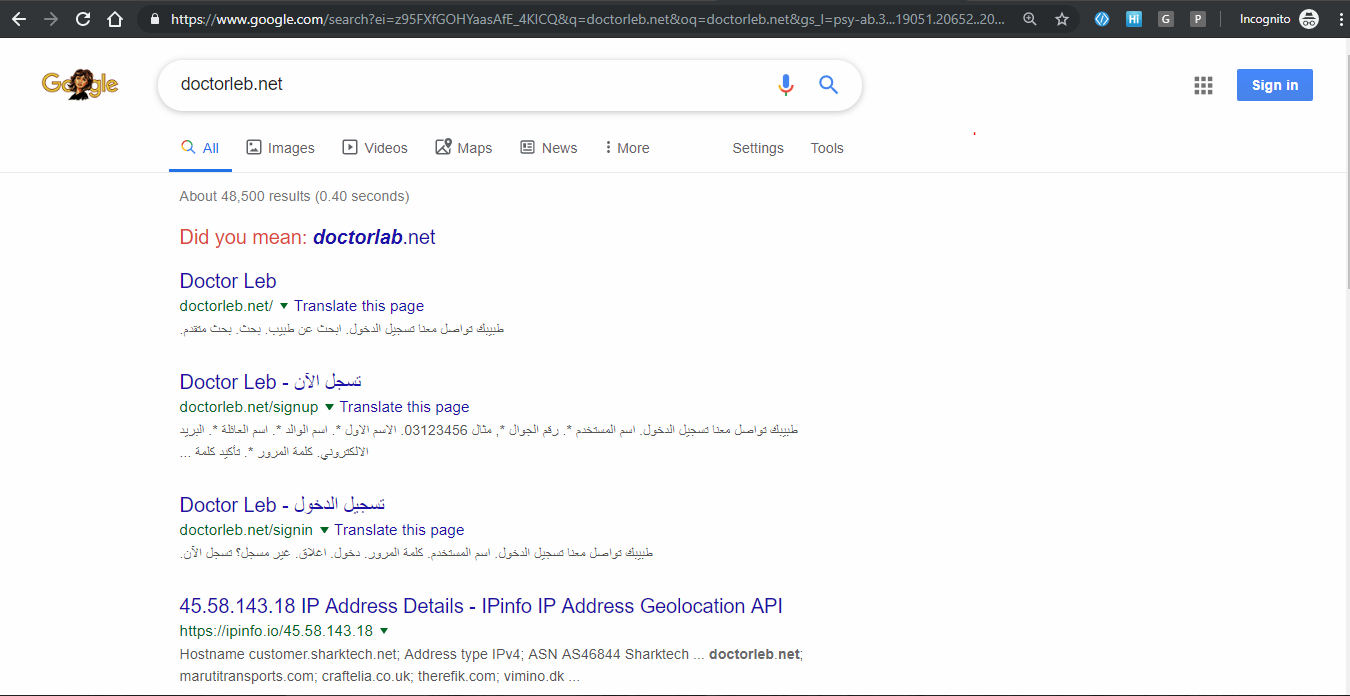 https://www.google.com/search?ei=z95FXfGOHYaasAfE_4KICQ&q=doctorleb.net&oq=doctorleb.net&gs_l=psy-ab.3...19051.20652..20...
Hi G P Incognito
Google doctorleb.net Sign in
All Images Videos Maps News More Settings Tools
About 48,500 results (0.40 seconds)
Did you mean: doctorlab.net
Doctor Leb
doctorleb.net/ Translate this page
طبيبك تواصل معنا تسجيل الدخول. ابحث عن طبيب. بحث. بحث متقدم.
Doctor Leb - تسجل الآن
doctorleb.net/signup Translate this page
طبيبك تواصل معنا تسجيل الدخول. اسم المستخدم *. رقم الجوال *, مثال 03123456. الاسم الاول *. اسم الوالد *. اسم العائلة *. البريد
الالكتروني. كلمة المرور *. تأكيد كلمة ...
Doctor Leb - تسجيل الدخول
doctorleb.net/signin Translate this page
طبيبك تواصل معنا تسجيل الدخول. اسم المستخدم. كلمة المرور. دخول. اغلاق. غير مسجل؟ تسجل الآن.
45.58.143.18 IP Address Details - IPinfo IP Address Geolocation API
https://ipinfo.io/45.58.143.18
Hostname customer.sharktech.net; Address type IPv4; ASN AS46844 Sharktech ... doctorleb.net;
marutitransports.com; craftelia.co.uk; therefik.com; vimino.dk ...